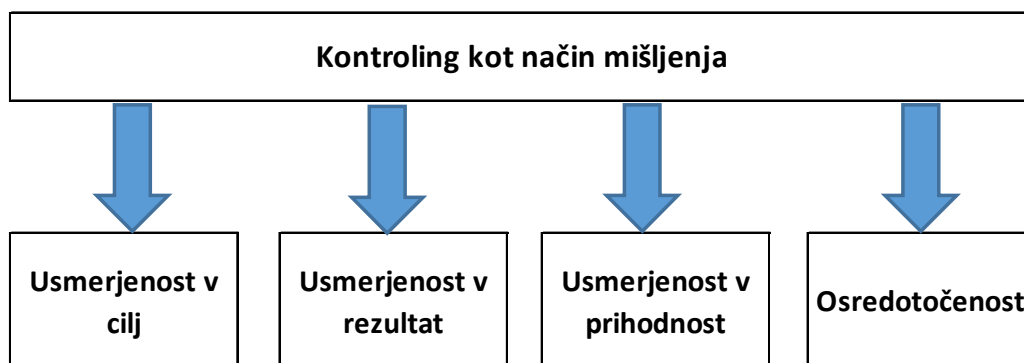 Kontroling kot način mišljenja
Usmerjenost v
cilj
Usmerjenost v
rezultat
Usmerjenost v
prihodnost
Osredotočenost